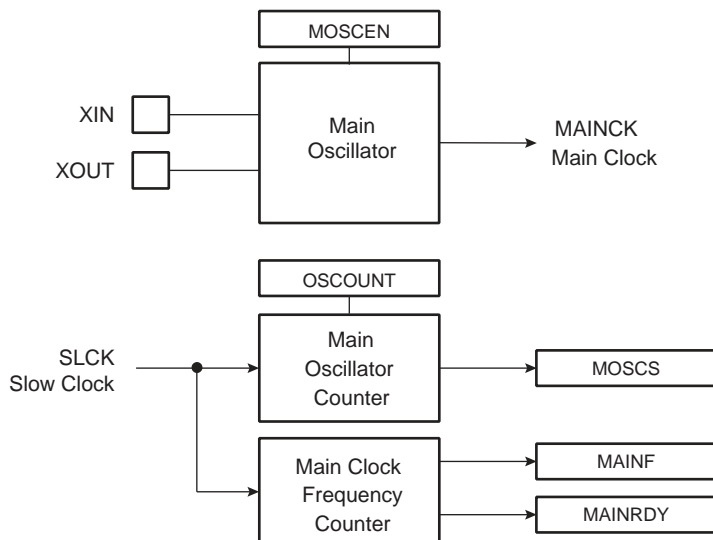 MOSCEN
XIN
XOUT
Main
Oscillator
MAINCK
Main Clock
OSCOUNT
SLCK
Slow Clock
Main
Oscillator
Counter
MOSCS
Main Clock
Frequency
Counter
MAINF
MAINRDY